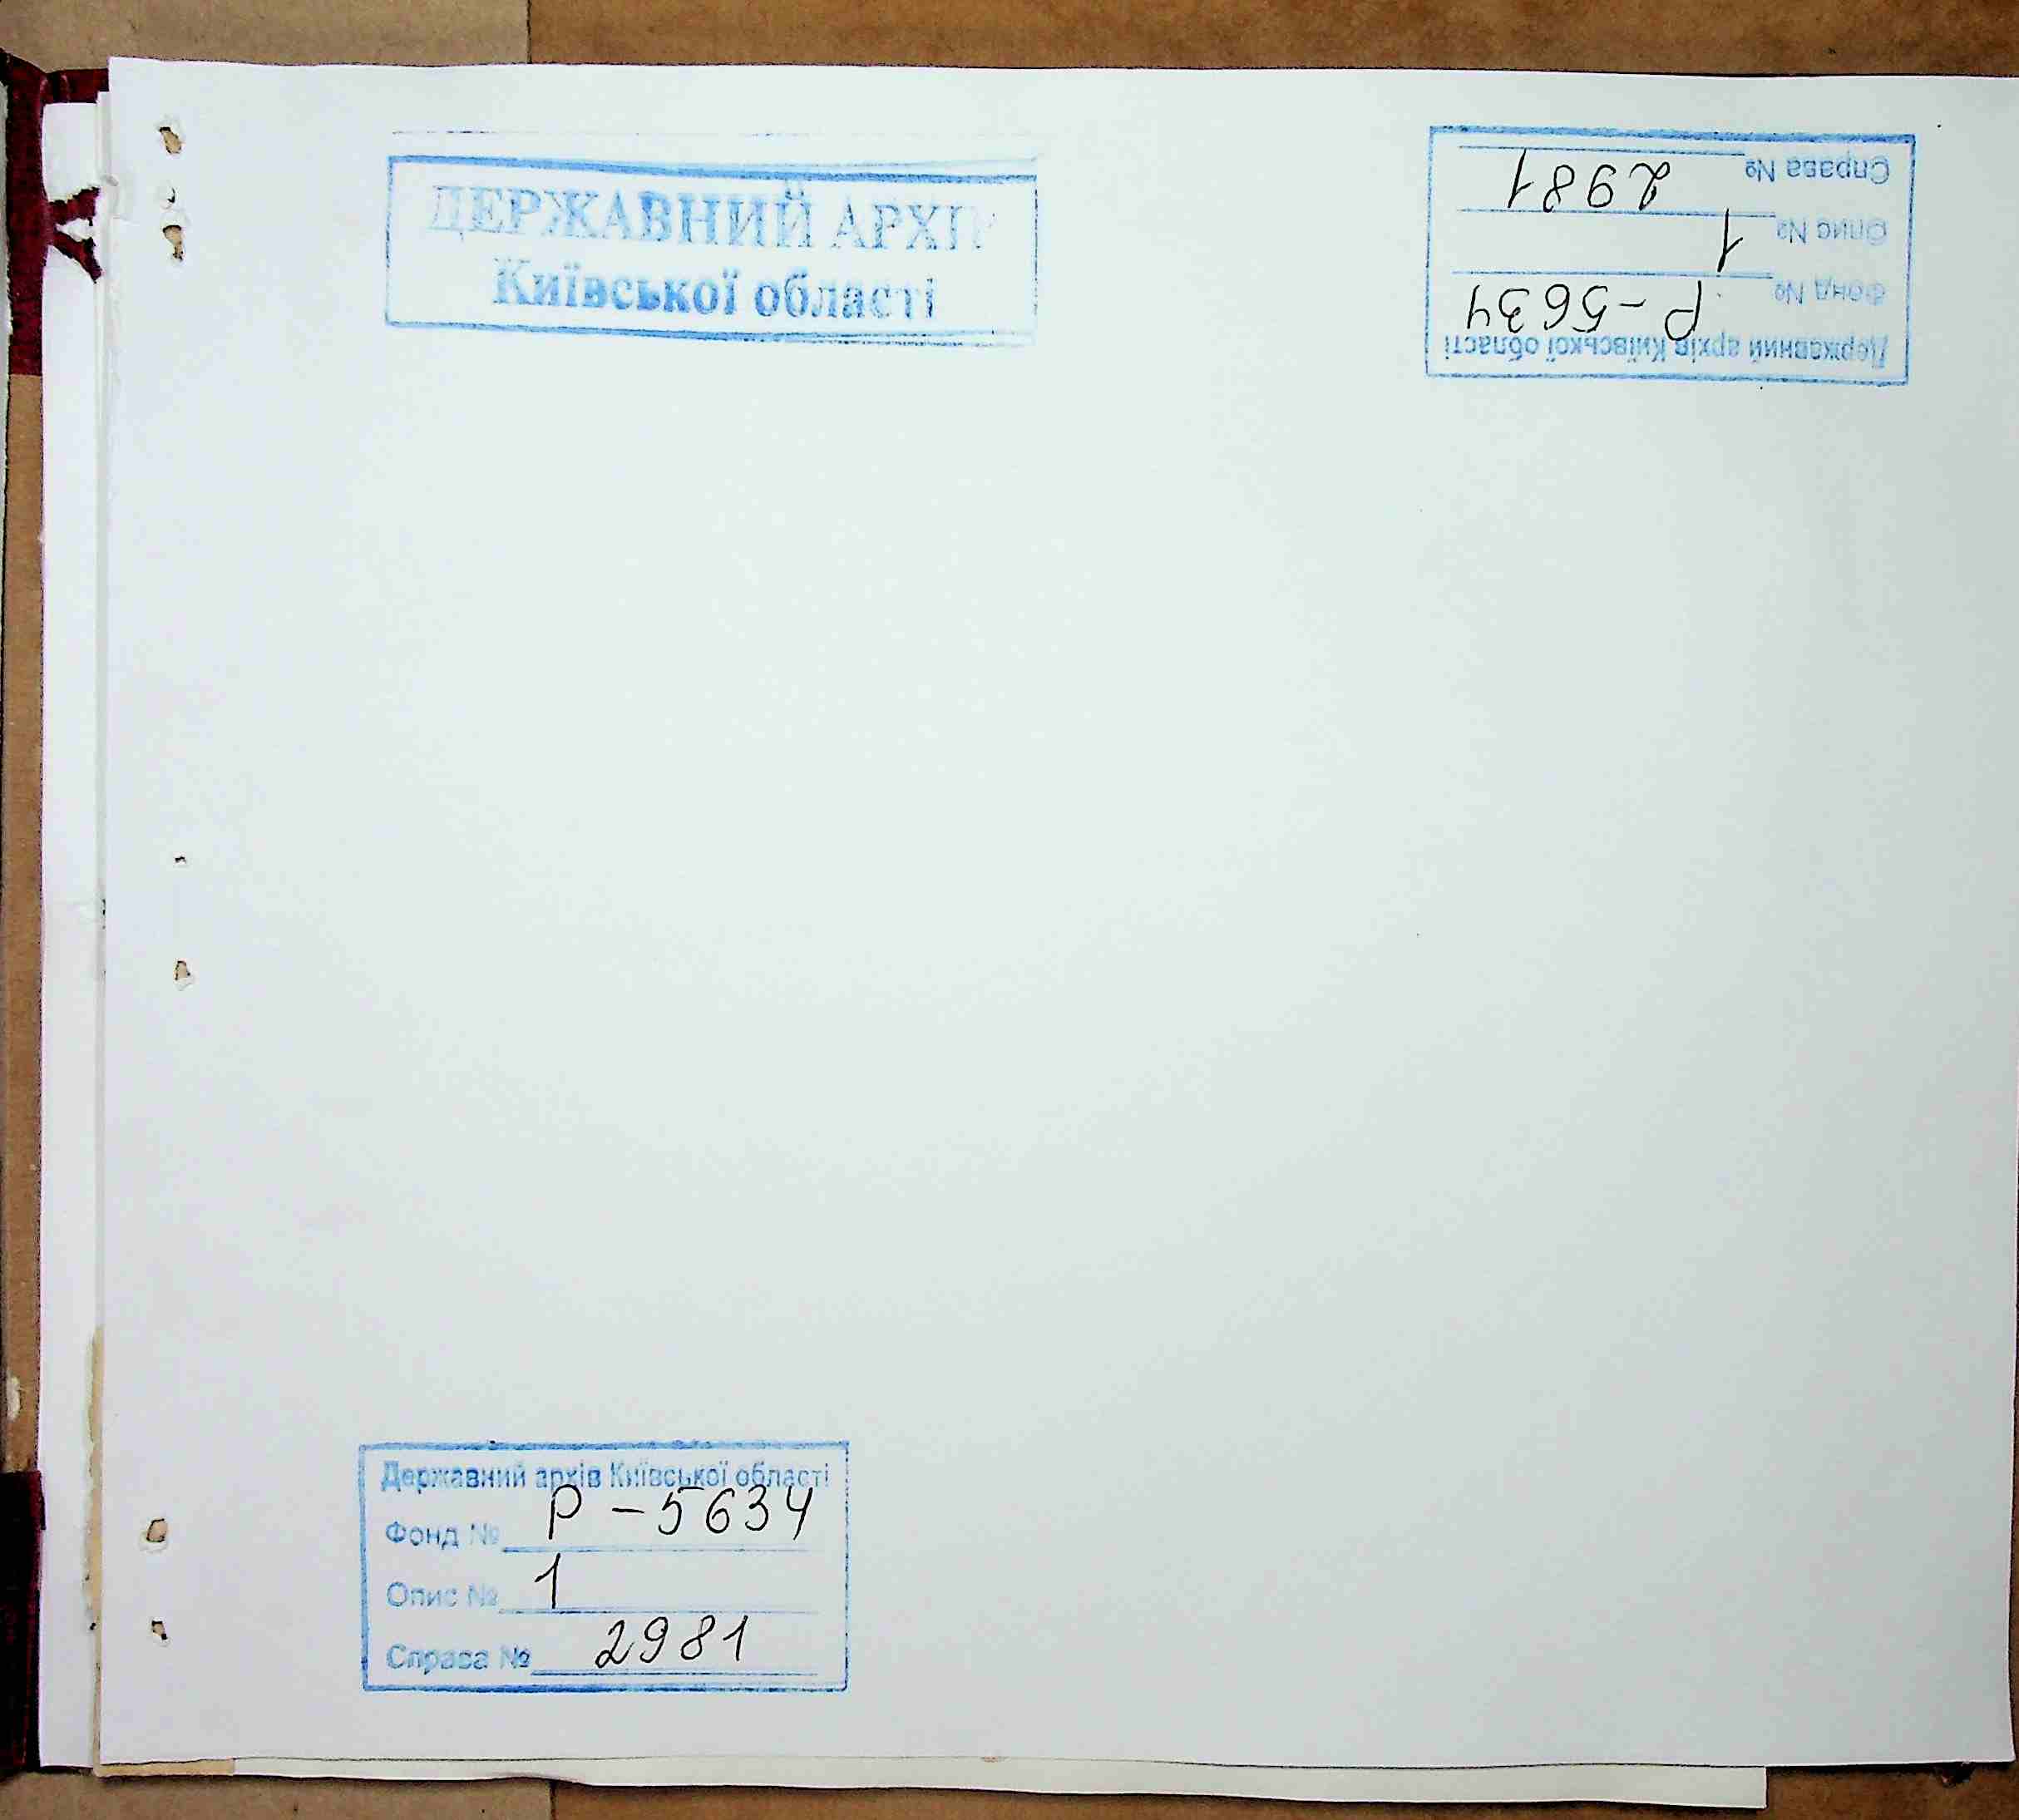 ДЕРЖАВНИЙ АРХІВ
Київської області
Державний архів Київської області
Фонд № Р-5634
Опис № 1
Справа № 2981
Державний архів Київської області
Фонд № Р-5634
Опис № 1
Справа № 2981